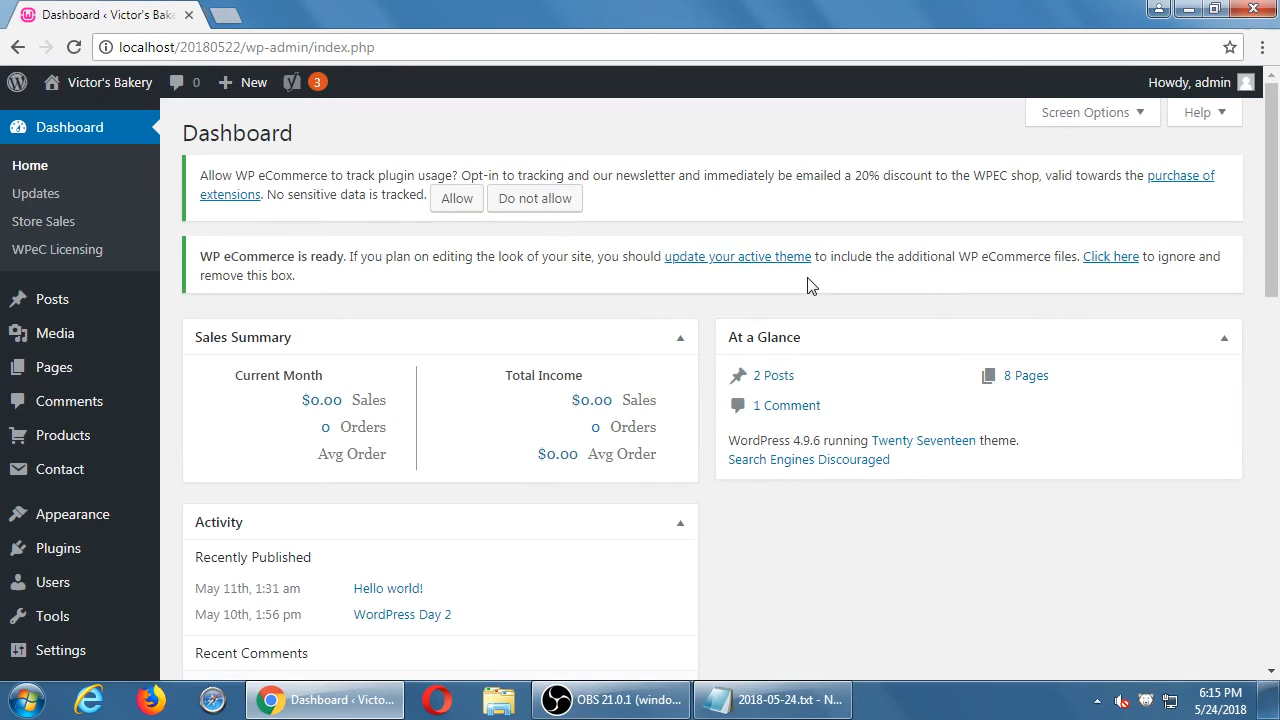 Dashboard ‹ Victor's Bake
localhost/20180522/wp-admin/index.php
Victor's Bakery 0 New 3 Howdy, admin
Screen Options Help
Dashboard
Home
Updates
Store Sales
WPeC Licensing
Posts
Media
Pages
Comments
Products
Contact
Appearance
Plugins
Users
Tools
Settings
Dashboard
Allow WP eCommerce to track plugin usage? Opt-in to tracking and our newsletter and immediately be emailed a 20% discount to the WPEC shop, valid towards the purchase of
extensions. No sensitive data is tracked. Allow Do not allow
WP eCommerce is ready. If you plan on editing the look of your site, you should update your active theme to include the additional WP eCommerce files. Click here to ignore and
remove this box.
Sales Summary
Current Month Total Income
$0.00 Sales $0.00 Sales
0 Orders 0 Orders
Avg Order $0.00 Avg Order
At a Glance
2 Posts 8 Pages
1 Comment
WordPress 4.9.6 running Twenty Seventeen theme.
Search Engines Discouraged
Activity
Recently Published
May 11th, 1:31 am Hello world!
May 10th, 1:56 pm WordPress Day 2
Recent Comments
Dashboard ‹ Victo... OBS 21.0.1 (windo... 2018-05-24.txt - N...
6:15 PM
5/24/2018